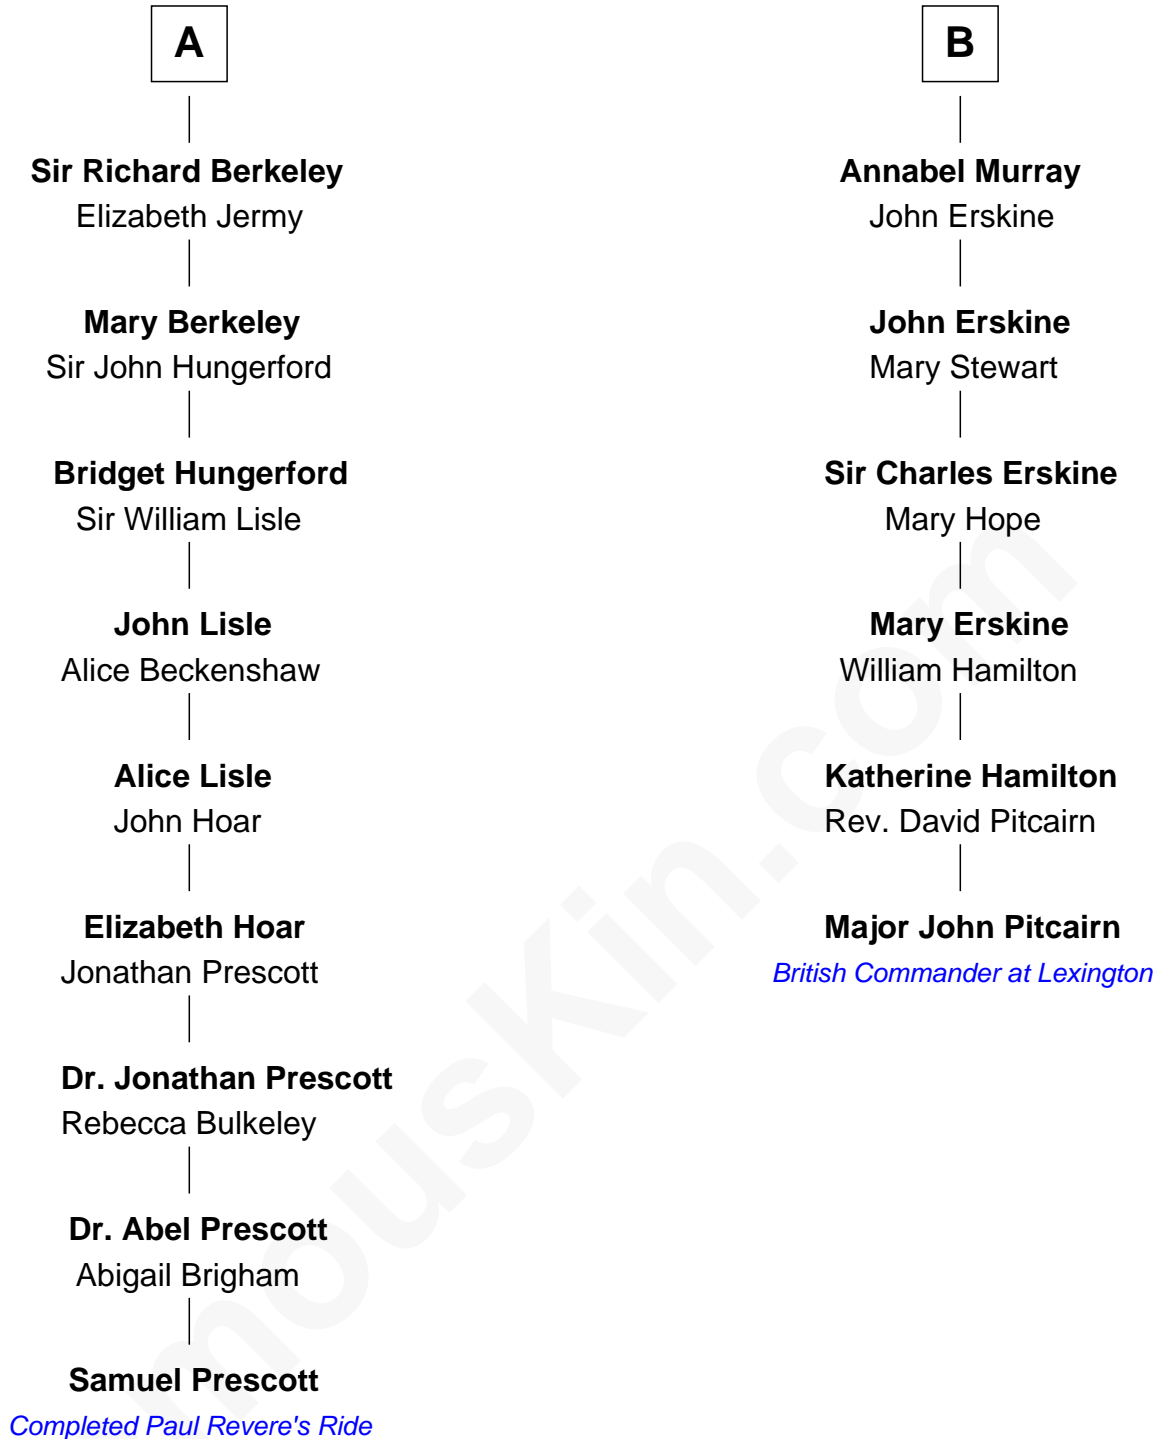 A
Sir Richard Berkeley
Elizabeth Jermy
Mary Berkeley
Sir John Hungerford
Bridget Hungerford
Sir William Lisle
John Lisle
Alice Beckenshaw
Alice Lisle
John Hoar
Elizabeth Hoar
Jonathan Prescott
Dr. Jonathan Prescott
Rebecca Bulkeley
Dr. Abel Prescott
Abigail Brigham
Samuel Prescott
Completed Paul Revere's Ride
B
Annabel Murray
John Erskine
John Erskine
Mary Stewart
Sir Charles Erskine
Mary Hope
Mary Erskine
William Hamilton
Katherine Hamilton
Rev. David Pitcairn
Major John Pitcairn
British Commander at Lexington
mouskin.com